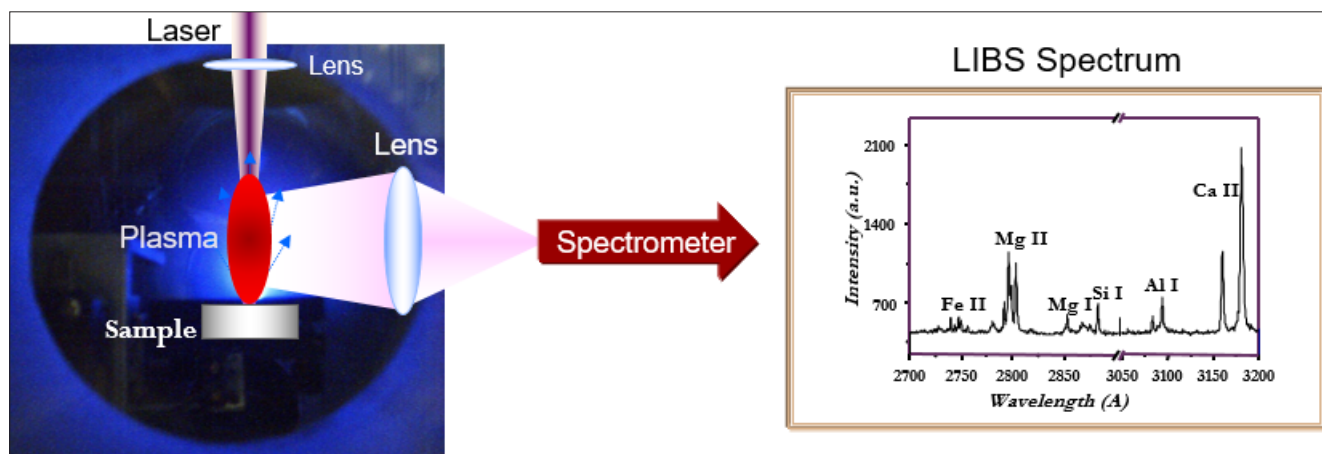 Laser
Lens
Lens
Plasma
Sample
Spectrometer
LIBS Spectrum
2100
1400
700
Intensity (a.u.)
Fe II
Mg II
Mg I
Si I
Al I
Ca II
2700 2750 2800 2850 3050 3100 3150 3200
Wavelength (A)